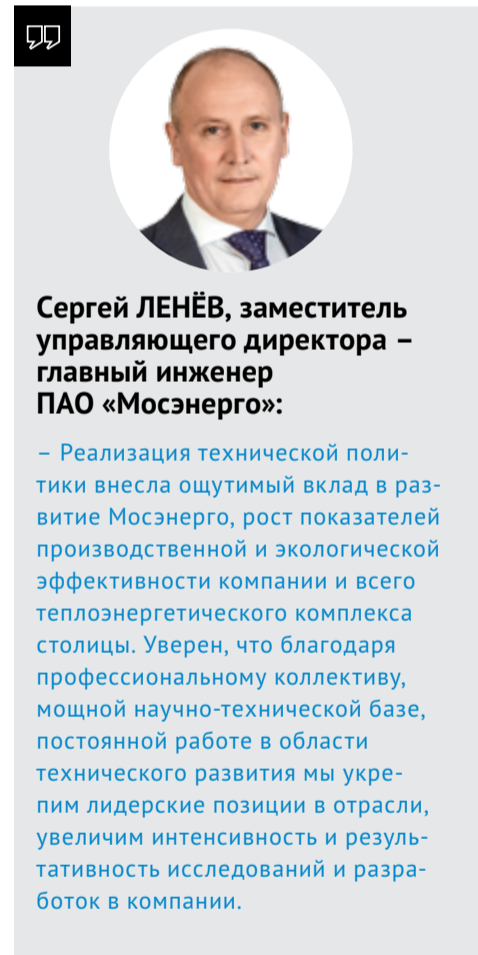 Сергей ЛЕНЁВ, заместитель
управляющего директора –
главный инженер
ПАО «Мосэнерго»:
– Реализация технической поли-
тики внесла ощутимый вклад в раз-
витие Мосэнерго, рост показателей
производственной и экологической
эффективности компании и всего
теплоэнергетического комплекса
столицы. Уверен, что благодаря
профессиональному коллективу,
мощной научно-технической базе,
постоянной работе в области
технического развития мы укре-
пим лидерские позиции в отрасли,
увеличим интенсивность и резуль-
тативность исследований и разра-
боток в компании.